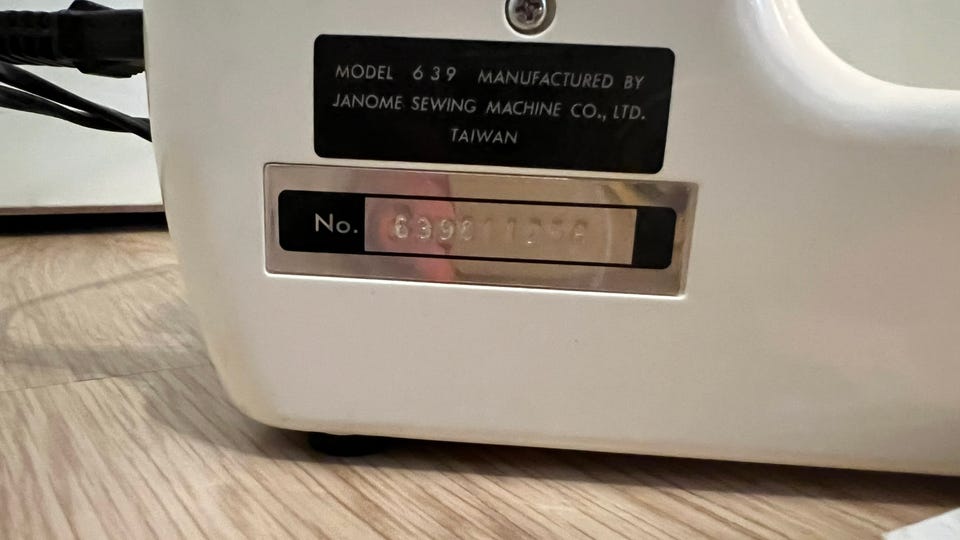 MODEL 639 MANUFACTURED BY
JANOME SEWING MACHINE CO., LTD.
TAIWAN
No.